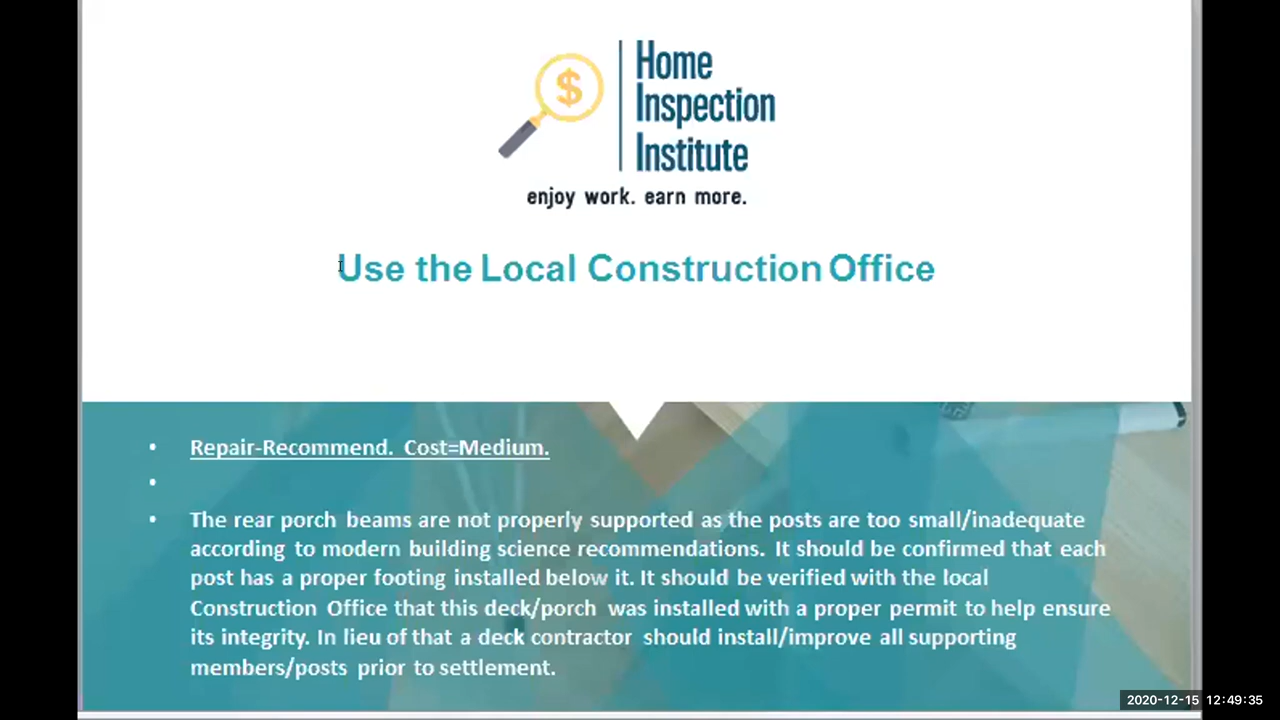 Home
Inspection
Institute
enjoy work. earn more.
Use the Local Construction Office
• Repair-Recommend. Cost=Medium.
•
• The rear porch beams are not properly supported as the posts are too small/inadequate
according to modern building science recommendations. It should be confirmed that each
post has a proper footing installed below it. It should be verified with the local
Construction Office that this deck/porch was installed with a proper permit to help ensure
its integrity. In lieu of that a deck contractor should install/improve all supporting
members/posts prior to settlement.
2020-12-15 12:49:35